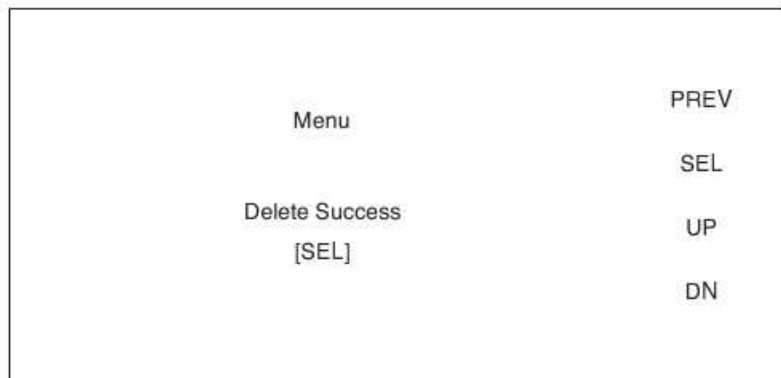 Menu
Delete Success
[SEL]
PREV
SEL
UP
DN